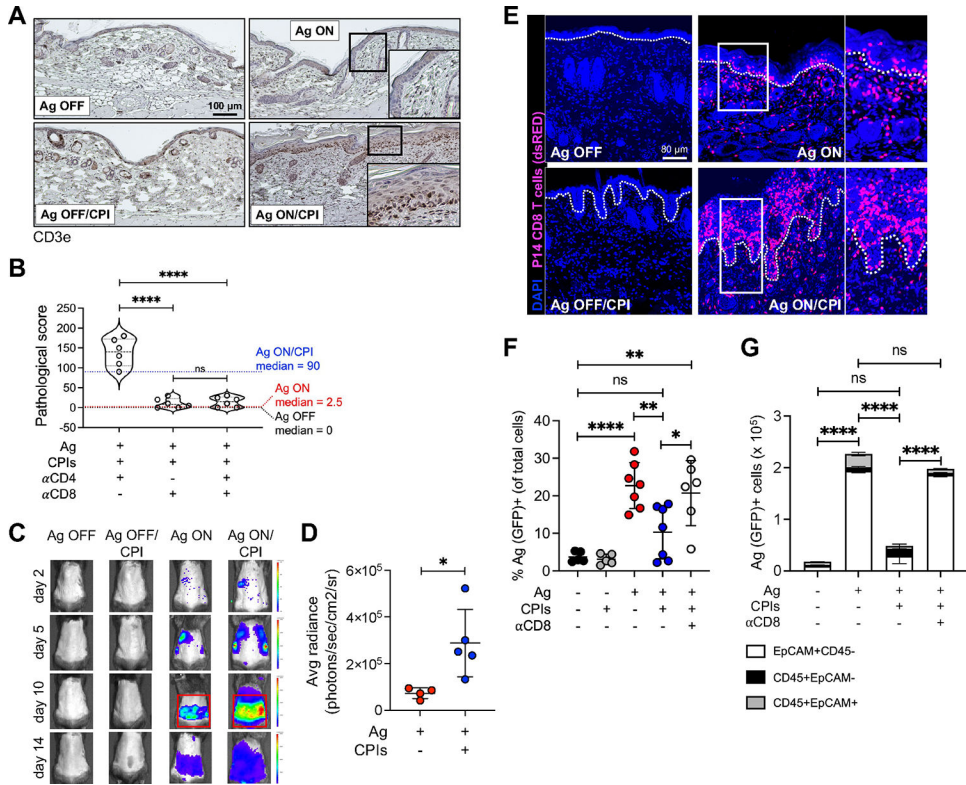 A
Ag OFF
100 μm
Ag ON
Ag OFF/CPI
Ag ON/CPI
CD3e
B
Pathological score
250
200
150
100
50
0
-50
****
****
ns
Ag ON/CPI
median = 90
Ag ON
median = 2.5
Ag OFF
median = 0
Ag + + +
CPIs + + +
αCD4 + - +
αCD8 - + +
C
Ag OFF
Ag OFF/
CPI
Ag ON
Ag ON/
CPI
day 2
day 5
day 10
day 14
D
Avg radiance
(photons/sec/cm2/sr)
6×10⁵
4×10⁵
2×10⁵
0
*
Ag + +
CPIs - +
E
DAPI P14 CD8 T cells (dsRED)
Ag OFF
80 μm
Ag ON
Ag OFF/CPI
Ag ON/CPI
F
% Ag (GFP)+ (of total cells)
40
30
20
10
0
**
ns
****
**
*
Ag - - + + +
CPIs - + - + +
αCD8 - - - - +
G
Ag (GFP)+ cells (x 10⁵)
3
2
1
0
ns
ns
****
****
****
Ag - + + +
CPIs - - + +
αCD8 - - - +
EpCAM+CD45-
CD45+EpCAM-
CD45+EpCAM+